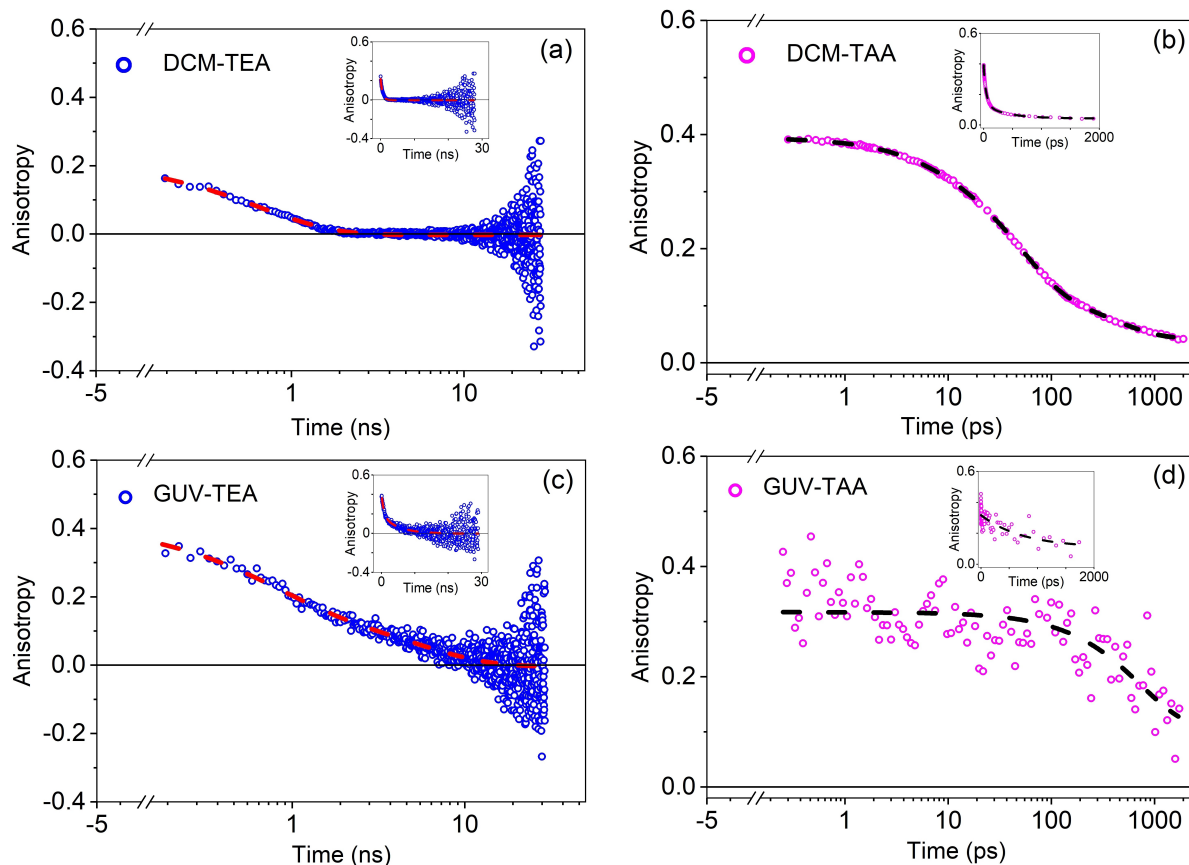 0.6
0.4
0.2
0.0
-0.2
-0.4
Anisotropy
DCM-TEA
(a)
0.6
0
-0.4
Anisotropy
0
30
Time (ns)
-5
1
10
Time (ns)
0.6
0.4
0.2
0.0
Anisotropy
DCM-TAA
(b)
0.6
0.0
Anisotropy
0
2000
Time (ps)
-5
1
10
100
1000
Time (ps)
0.6
0.4
0.2
0.0
-0.2
-0.4
Anisotropy
GUV-TEA
(c)
0.6
0
-0.4
Anisotropy
0
30
Time (ns)
-5
1
10
Time (ns)
0.6
0.4
0.2
0.0
Anisotropy
GUV-TAA
(d)
0.6
0.0
Anisotropy
0
2000
Time (ps)
-5
1
10
100
1000
Time (ps)